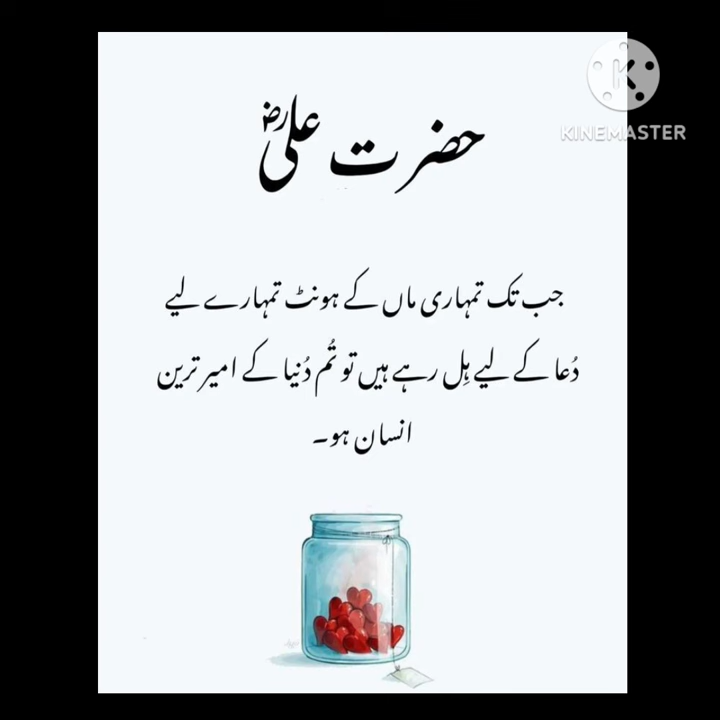 KINEMASTER
حضرت علی رض
جب تک تمہاری ماں کے ہونٹ تمہارے لیے
دُعا کے لیے ہِل رہے ہیں تو تُم دُنیا کے امیر ترین
انسان ہو۔